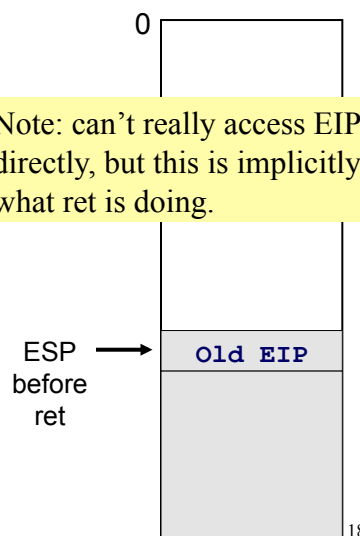 0
Note: can’t really access EIP
directly, but this is implicitly
what ret is doing.
ESP
before
ret
Old EIP
18